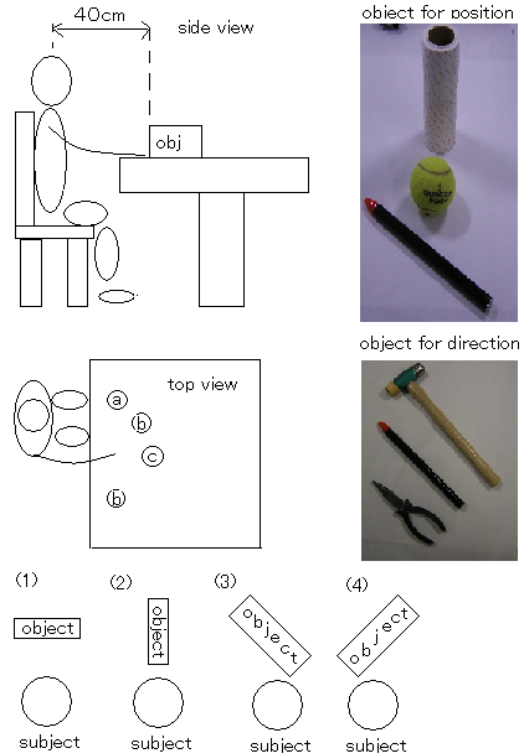 40cm
side view
object for position
obj
object for direction
top view
a
b
c
b
(1)
(2)
(3)
(4)
object
object
object
object
subject
subject
subject
subject